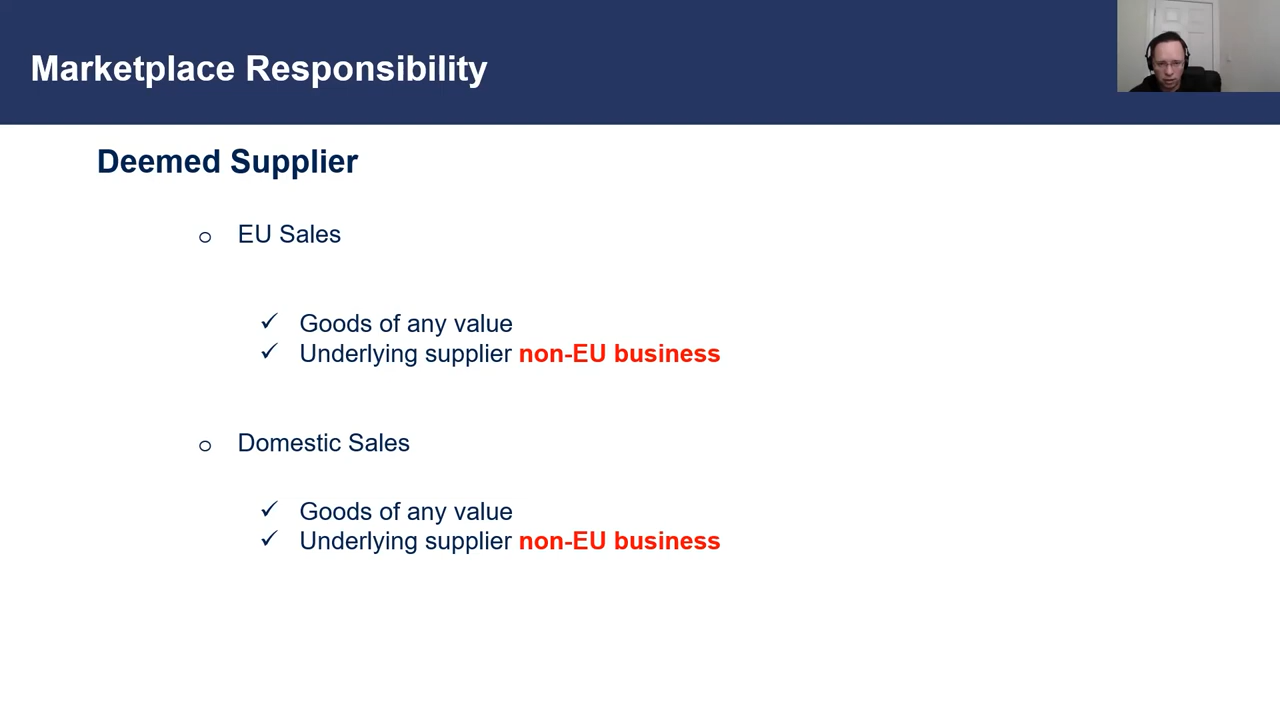 Marketplace Responsibility
Deemed Supplier
o EU Sales
✓ Goods of any value
✓ Underlying supplier non-EU business
o Domestic Sales
✓ Goods of any value
✓ Underlying supplier non-EU business